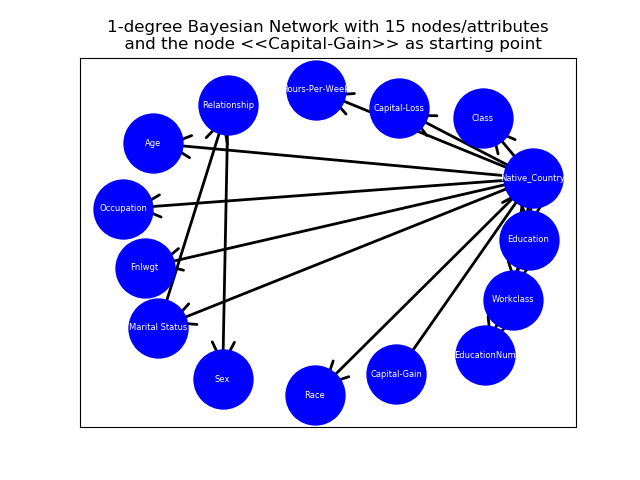 1-degree Bayesian Network with 15 nodes/attributes
and the node <<Capital-Gain>> as starting point
Hours-Per-Week
Relationship
Capital-Loss
Class
Age
Native_Country
Occupation
Education
Fnlwgt
Workclass
Marital Status
EducationNum
Capital-Gain
Sex
Race